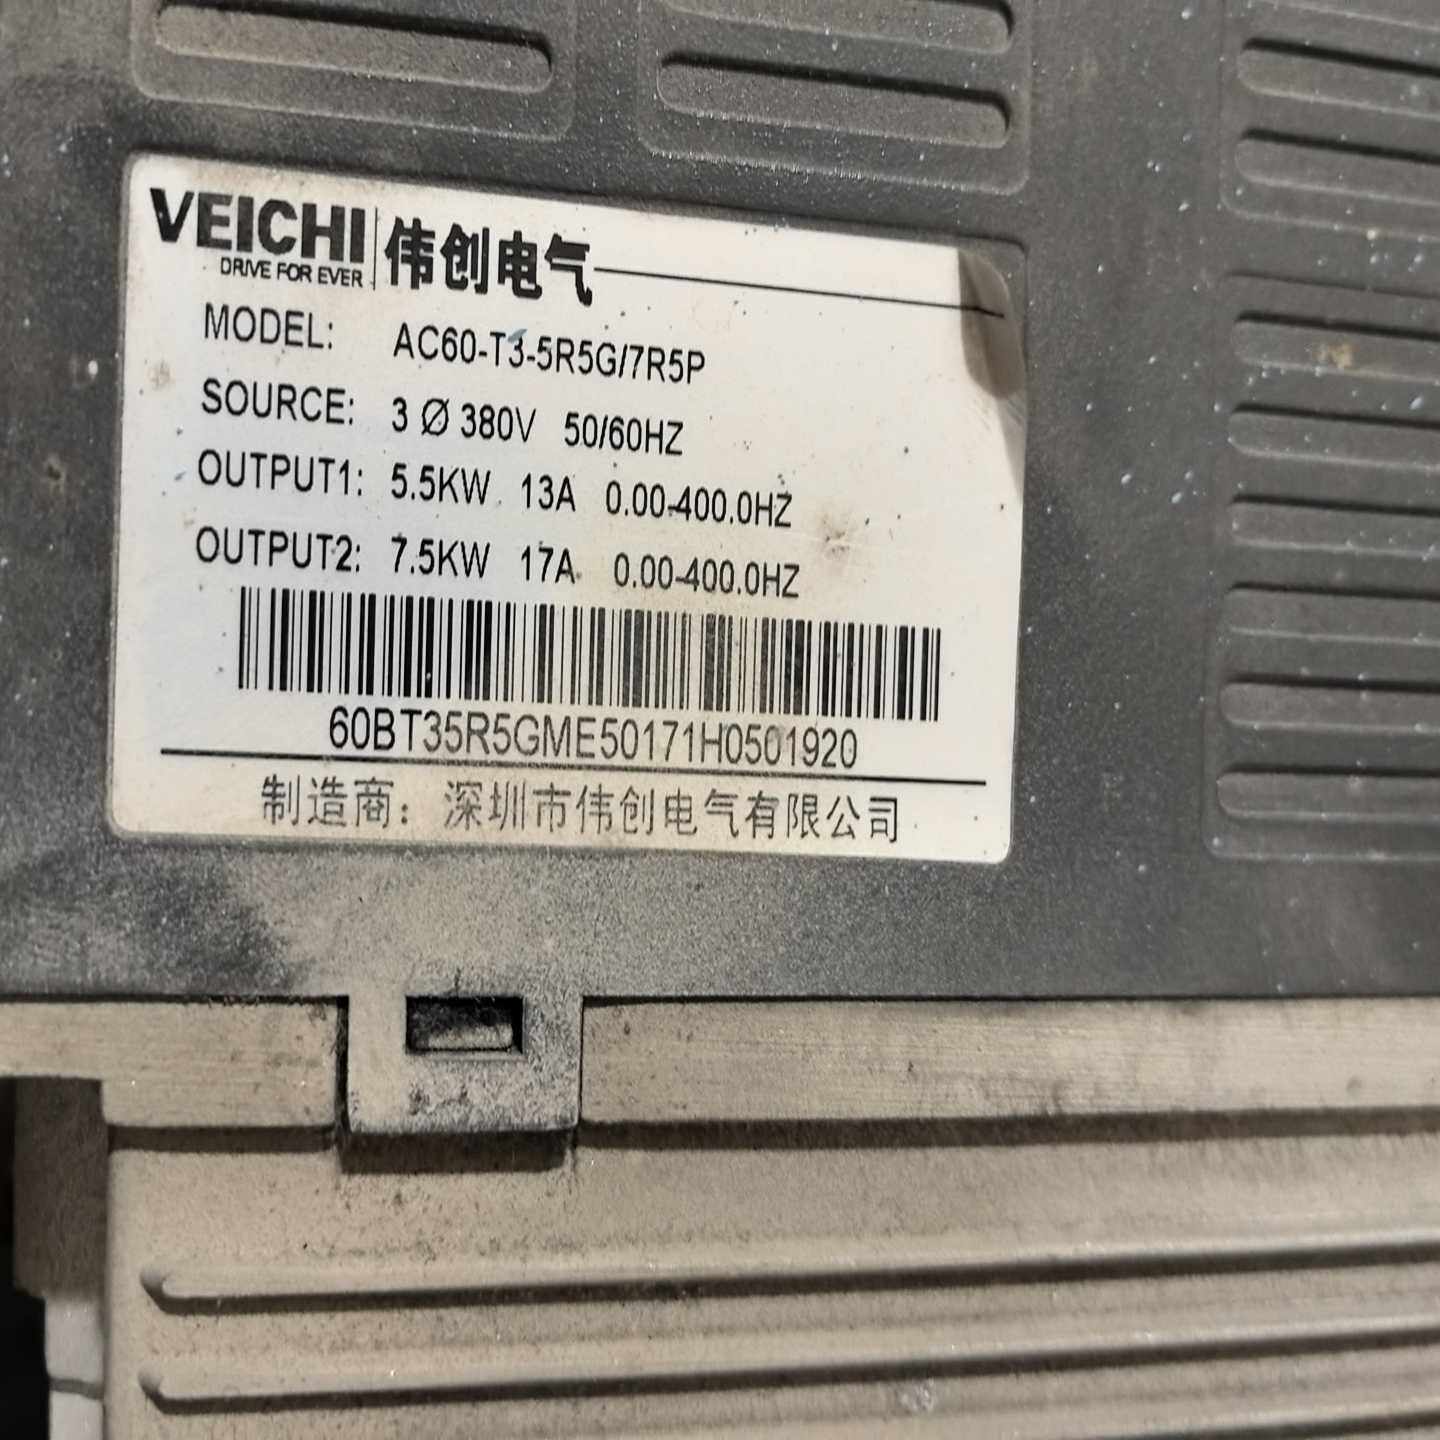 VEICHI 伟创电气
DRIVE FOR EVER
MODEL: AC60-T3-5R5G/7R5P
SOURCE: 3 Ø 380V 50/60HZ
OUTPUT1: 5.5KW 13A 0.00-400.0HZ
OUTPUT2: 7.5KW 17A 0.00-400.0HZ
60BT35R5GME50171H0501920
制造商：深圳市伟创电气有限公司